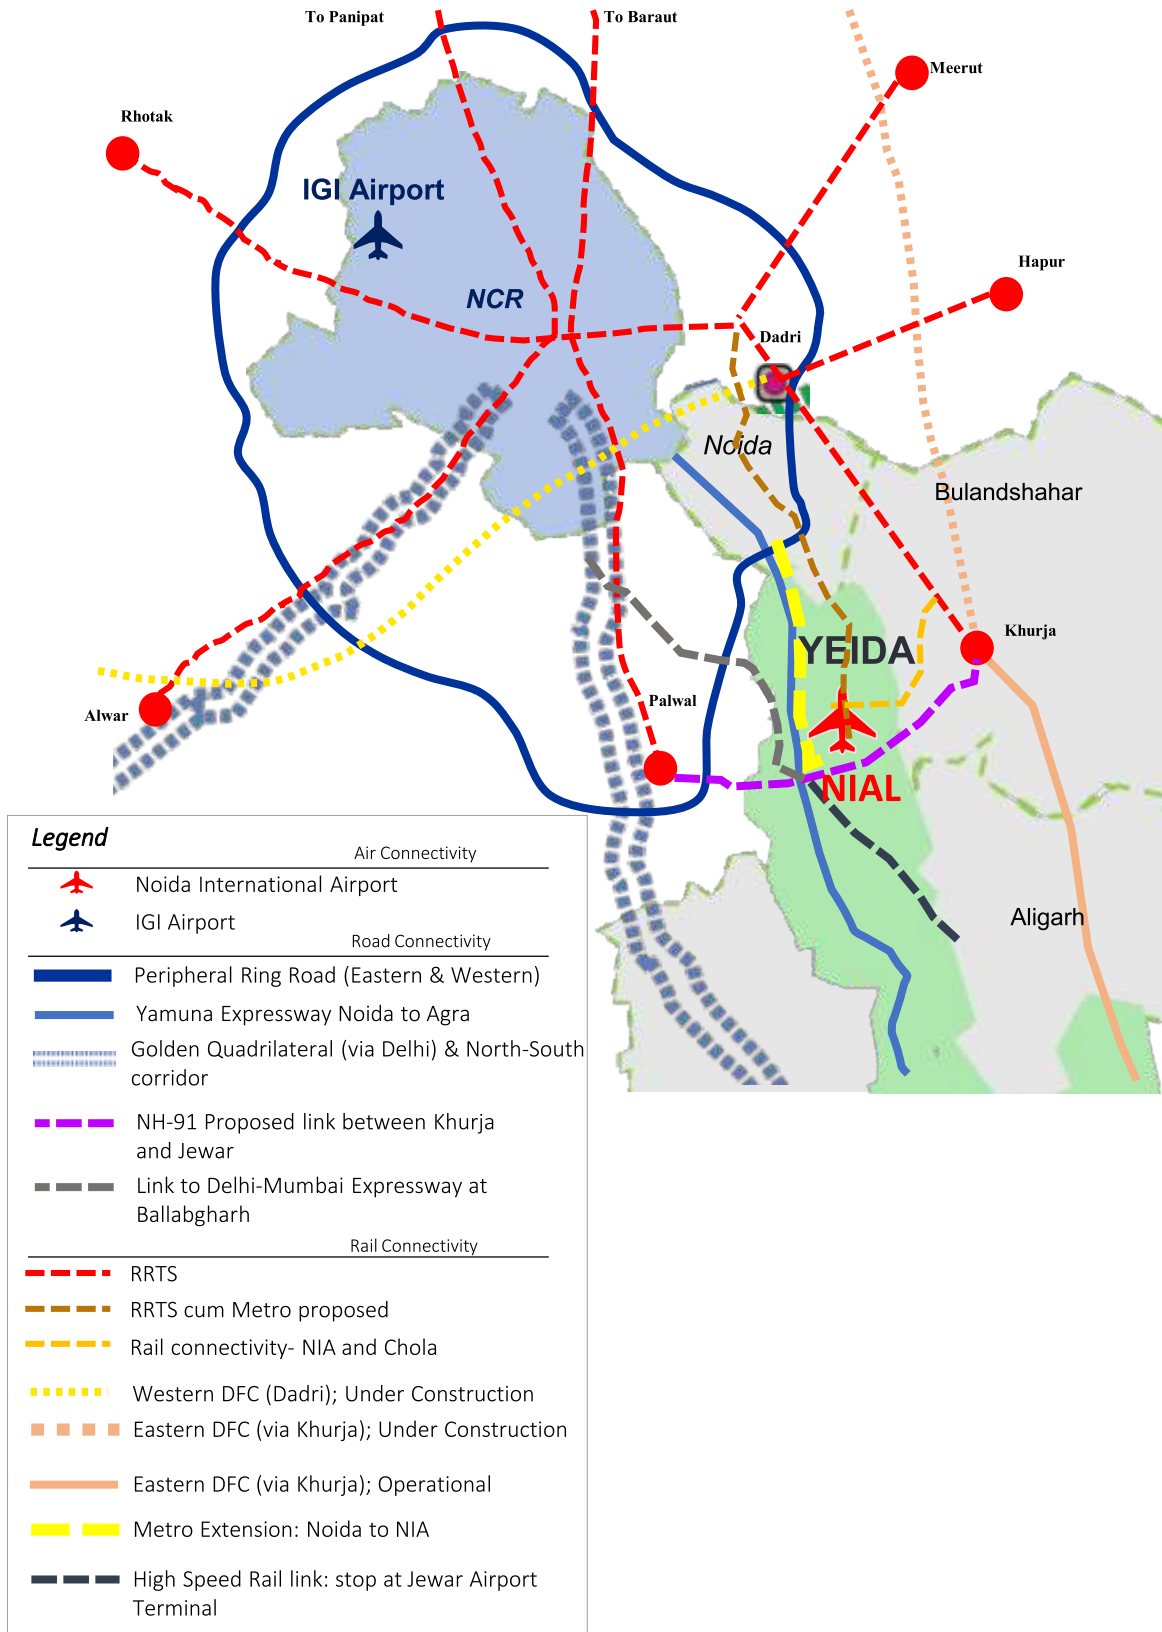 To Panipat
To Baraut
Meerut
Rhotak
IGI Airport
Hapur
NCR
Dadri
Noida
Bulandshahar
Khurja
YEIDA
Palwal
Alwar
NIAL
Aligarh
Legend
Air Connectivity
Noida International Airport
IGI Airport
Road Connectivity
Peripheral Ring Road (Eastern & Western)
Yamuna Expressway Noida to Agra
Golden Quadrilateral (via Delhi) & North-South
corridor
NH-91 Proposed link between Khurja
and Jewar
Link to Delhi-Mumbai Expressway at
Ballabgharh
Rail Connectivity
RRTS
RRTS cum Metro proposed
Rail connectivity- NIA and Chola
Western DFC (Dadri); Under Construction
Eastern DFC (via Khurja); Under Construction
Eastern DFC (via Khurja); Operational
Metro Extension: Noida to NIA
High Speed Rail link: stop at Jewar Airport
Terminal